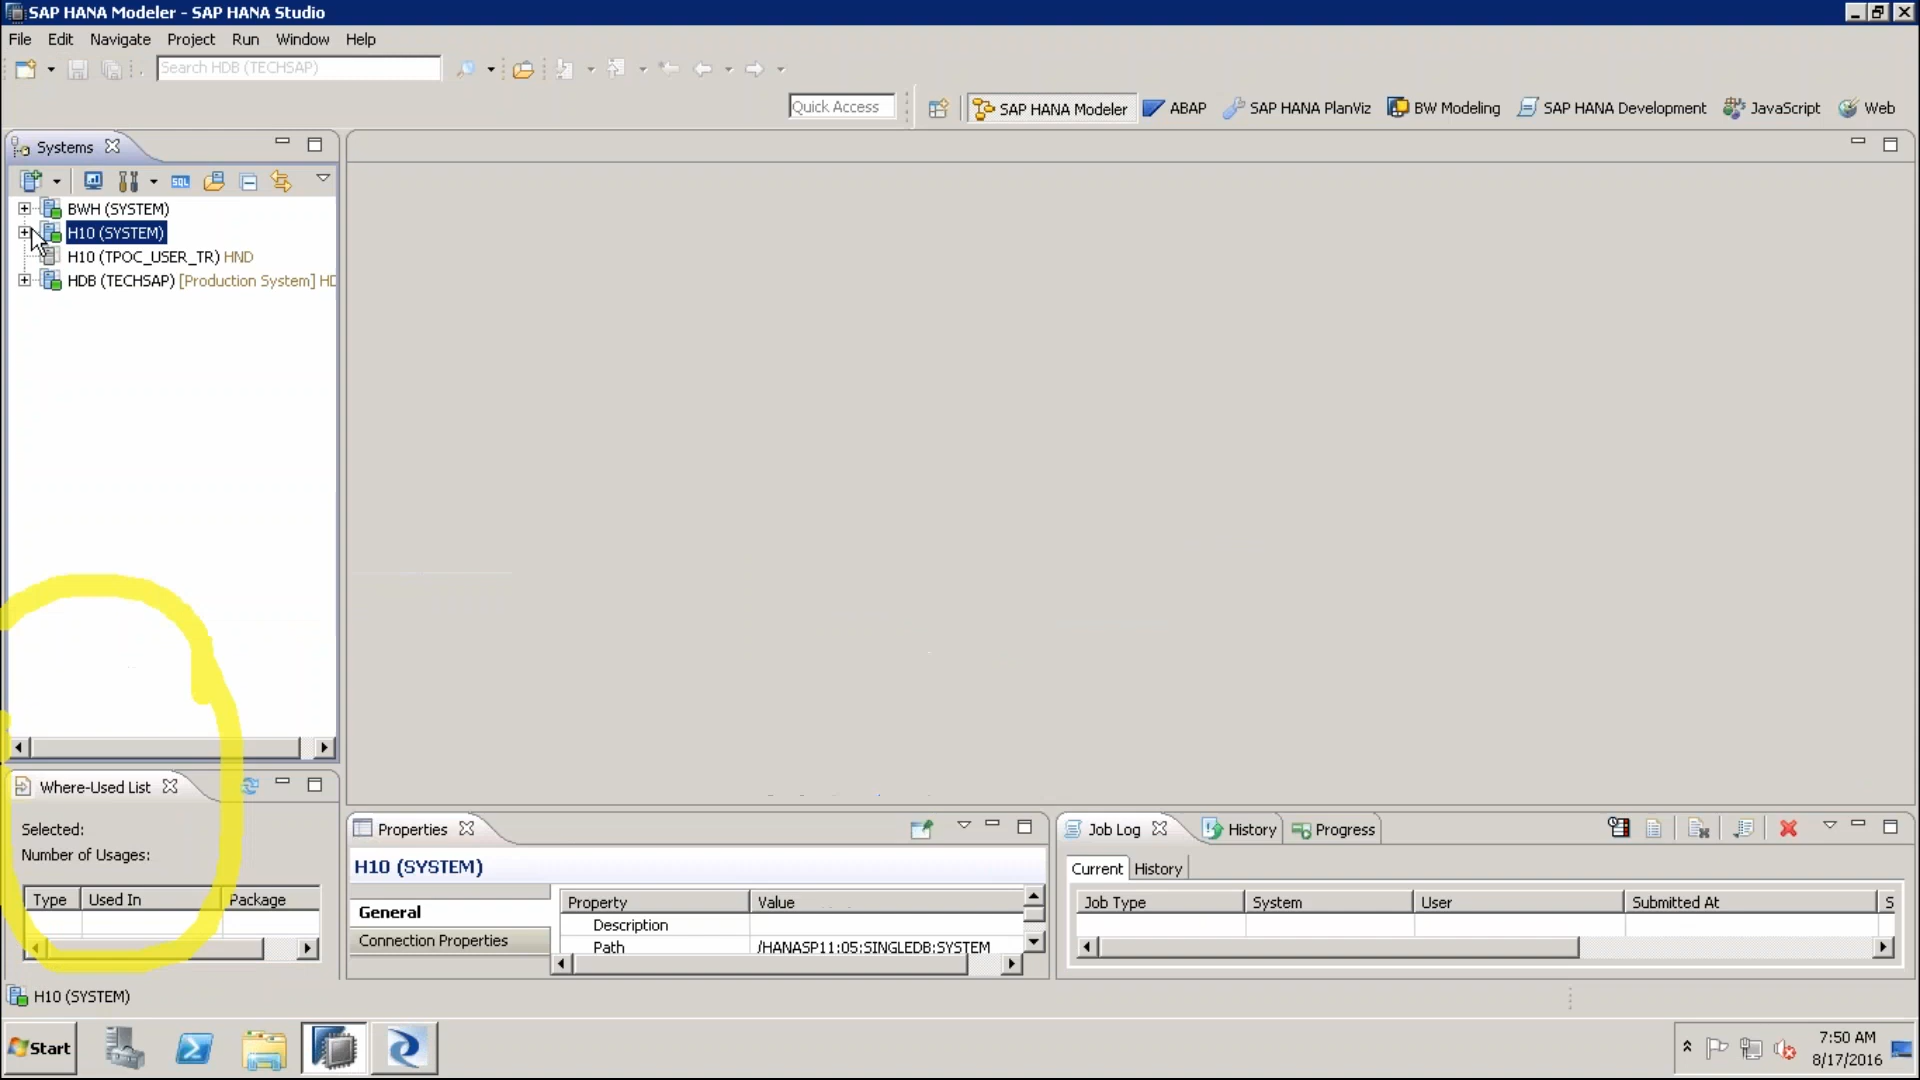 SAP HANA Modeler - SAP HANA Studio
File Edit Navigate Project Run Window Help
Search HDB (TECHSAP)
Quick Access SAP HANA Modeler ABAP SAP HANA PlanViz BW Modeling SAP HANA Development JavaScript Web
Systems
SQL
BWH (SYSTEM)
H10 (SYSTEM)
H10 (TPOC_USER_TR) HND
HDB (TECHSAP) [Production System] HD
Where-Used List
Selected:
Number of Usages:
Type Used In Package
Properties
H10 (SYSTEM)
General
Connection Properties
Property Value
Description
Path /HANASP11:05:SINGLEDB:SYSTEM
Job Log History Progress
Current History
Job Type System User Submitted At S
H10 (SYSTEM)
Start
7:50 AM
8/17/2016